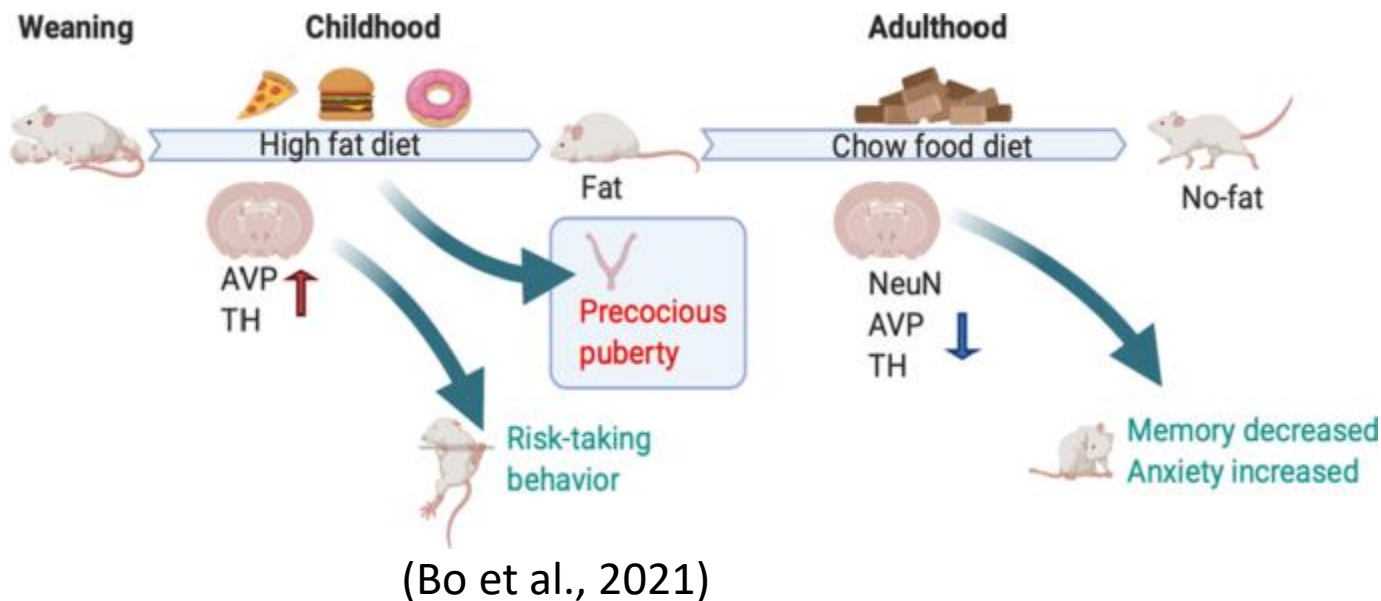 Weaning
Childhood
Adulthood
High fat diet
Chow food diet
Fat
No-fat
AVP
TH
Precocious
puberty
NeuN
AVP
TH
Risk-taking
behavior
Memory decreased
Anxiety increased
(Bo et al., 2021)